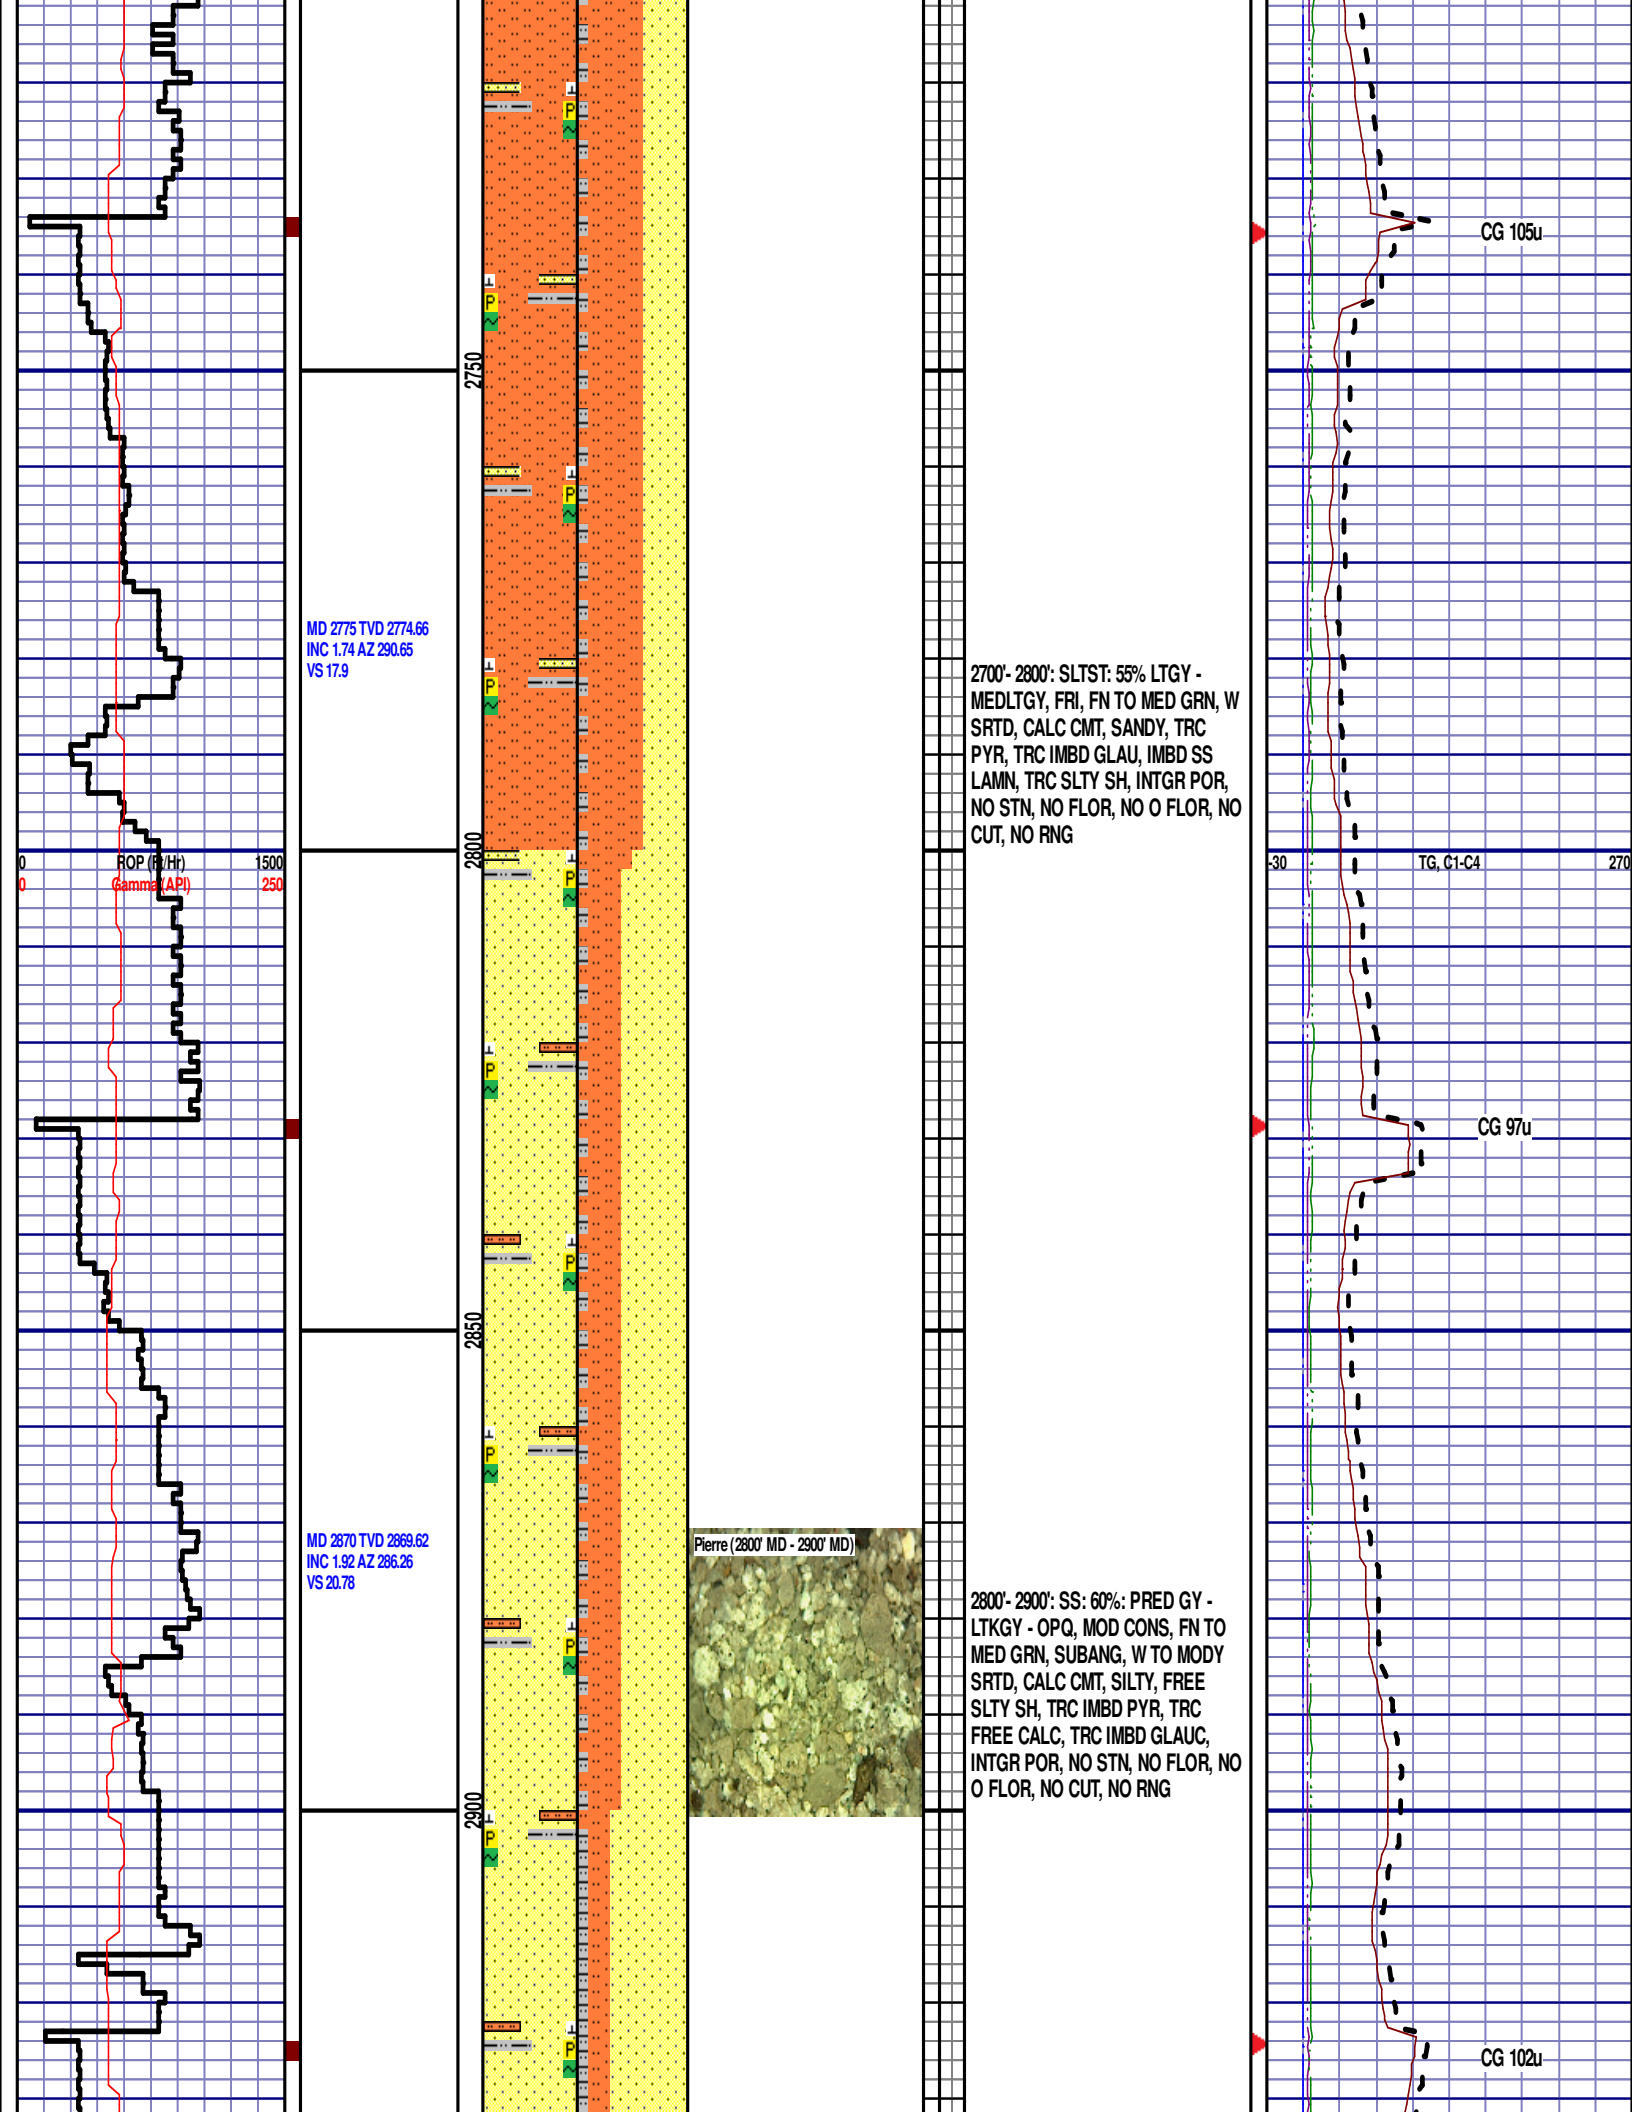 CG 105u
2750
MD 2775 TVD 2774.66
INC 1.74 AZ 290.65
VS 17.9
2700'- 2800': SLTST: 55% LTGY -
MEDLTGY, FRI, FN TO MED GRN, W
SRTD, CALC CMT, SANDY, TRC
PYR, TRC IMBD GLAU, IMBD SS
LAMN, TRC SLTY SH, INTGR POR,
NO STN, NO FLOR, NO O FLOR, NO
CUT, NO RNG
2800
0 ROP (Ft/Hr) 1500
0 Gamma (API) 250
-30 TG, C1-C4 270
CG 97u
2850
MD 2870 TVD 2869.62
INC 1.92 AZ 286.26
VS 20.78
Pierre (2800' MD - 2900' MD)
2800'- 2900': SS: 60%: PRED GY -
LTKGY - OPQ, MOD CONS, FN TO
MED GRN, SUBANG, W TO MODY
SRTD, CALC CMT, SILTY, FREE
SLTY SH, TRC IMBD PYR, TRC
FREE CALC, TRC IMBD GLAUC,
INTGR POR, NO STN, NO FLOR, NO
O FLOR, NO CUT, NO RNG
2900
CG 102u
P
P
P
P
P
P
P
P
P
P
P